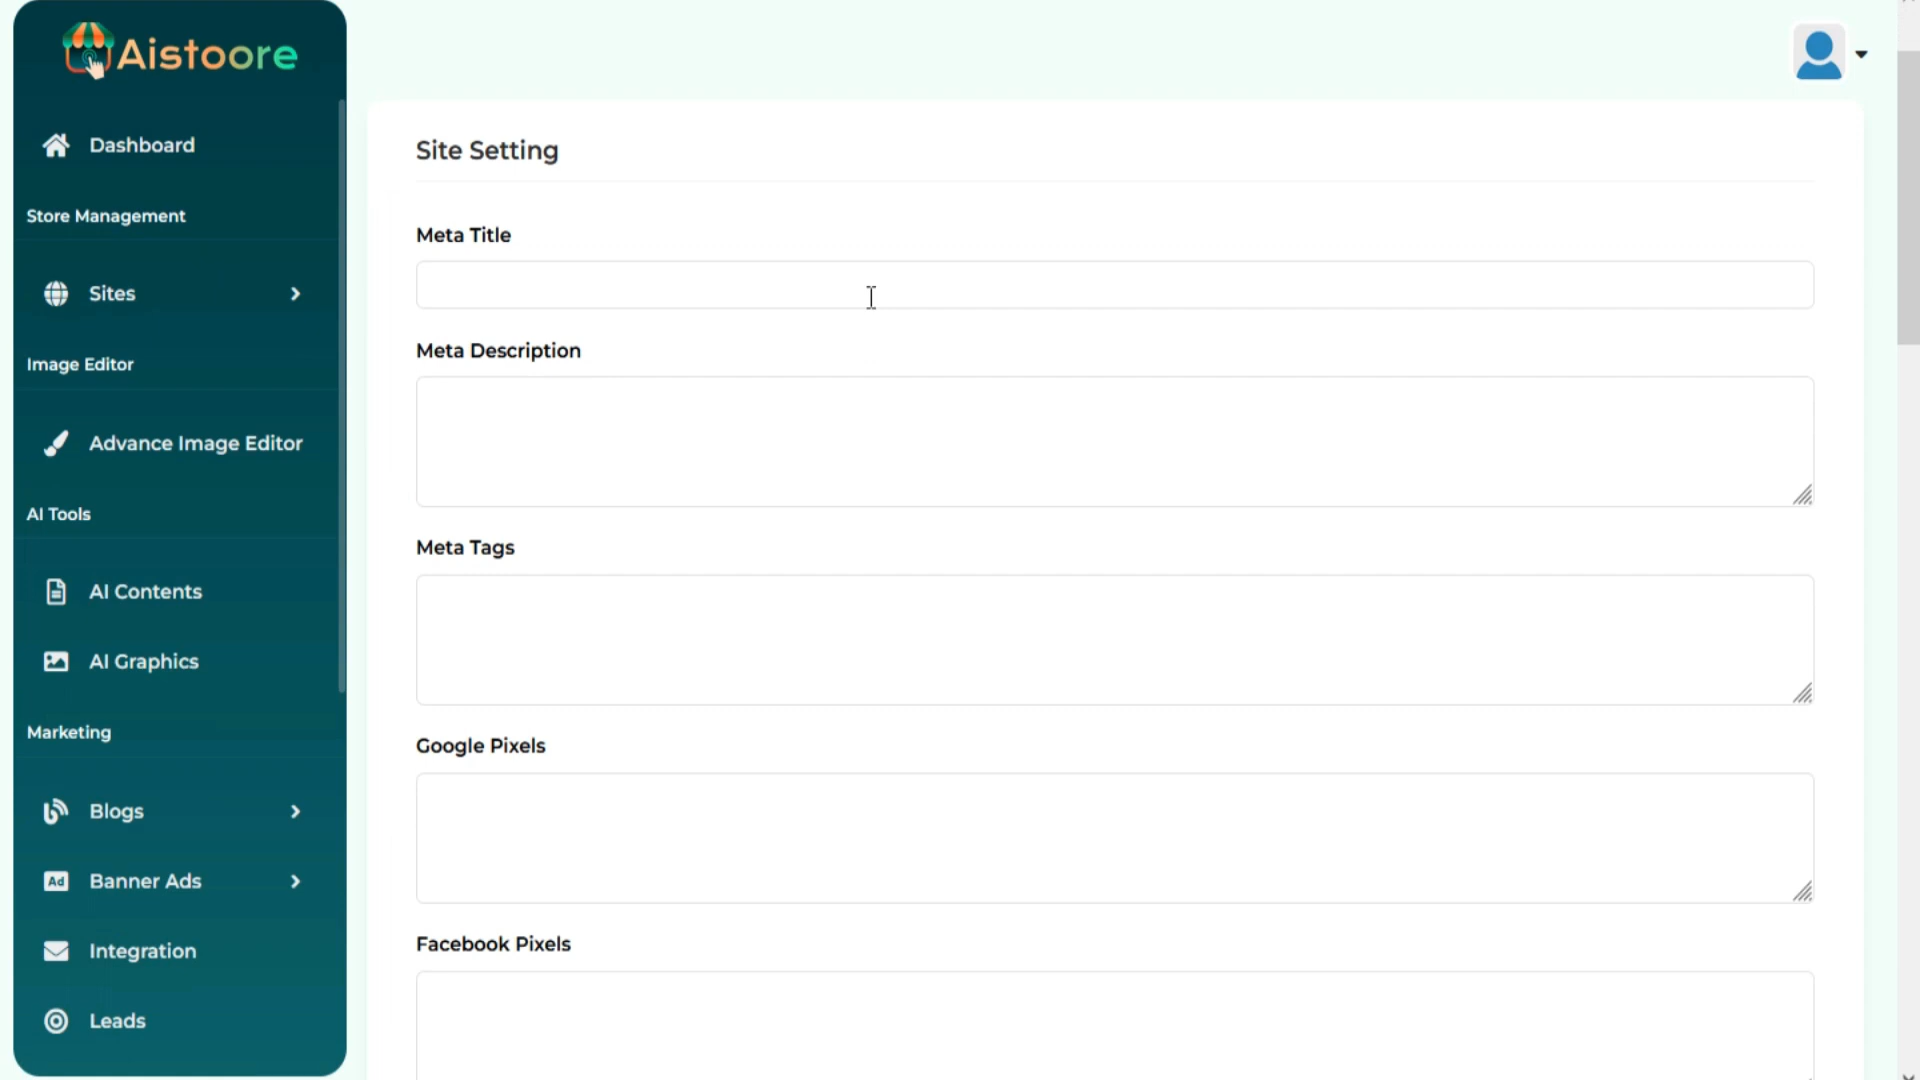 Aistoore
Dashboard
Store Management
Sites
Image Editor
Advance Image Editor
AI Tools
AI Contents
AI Graphics
Marketing
Blogs
Ad
Banner Ads
Integration
Leads
Site Setting
Meta Title
Meta Description
Meta Tags
Google Pixels
Facebook Pixels